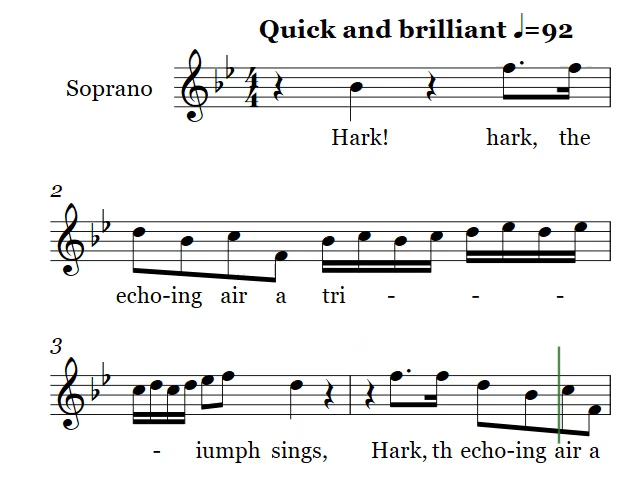 Quick and brilliant ♩=92
Soprano
Hark! hark, the
2
echo-ing air a tri - - -
3
- iumph sings, Hark, th echo-ing air a